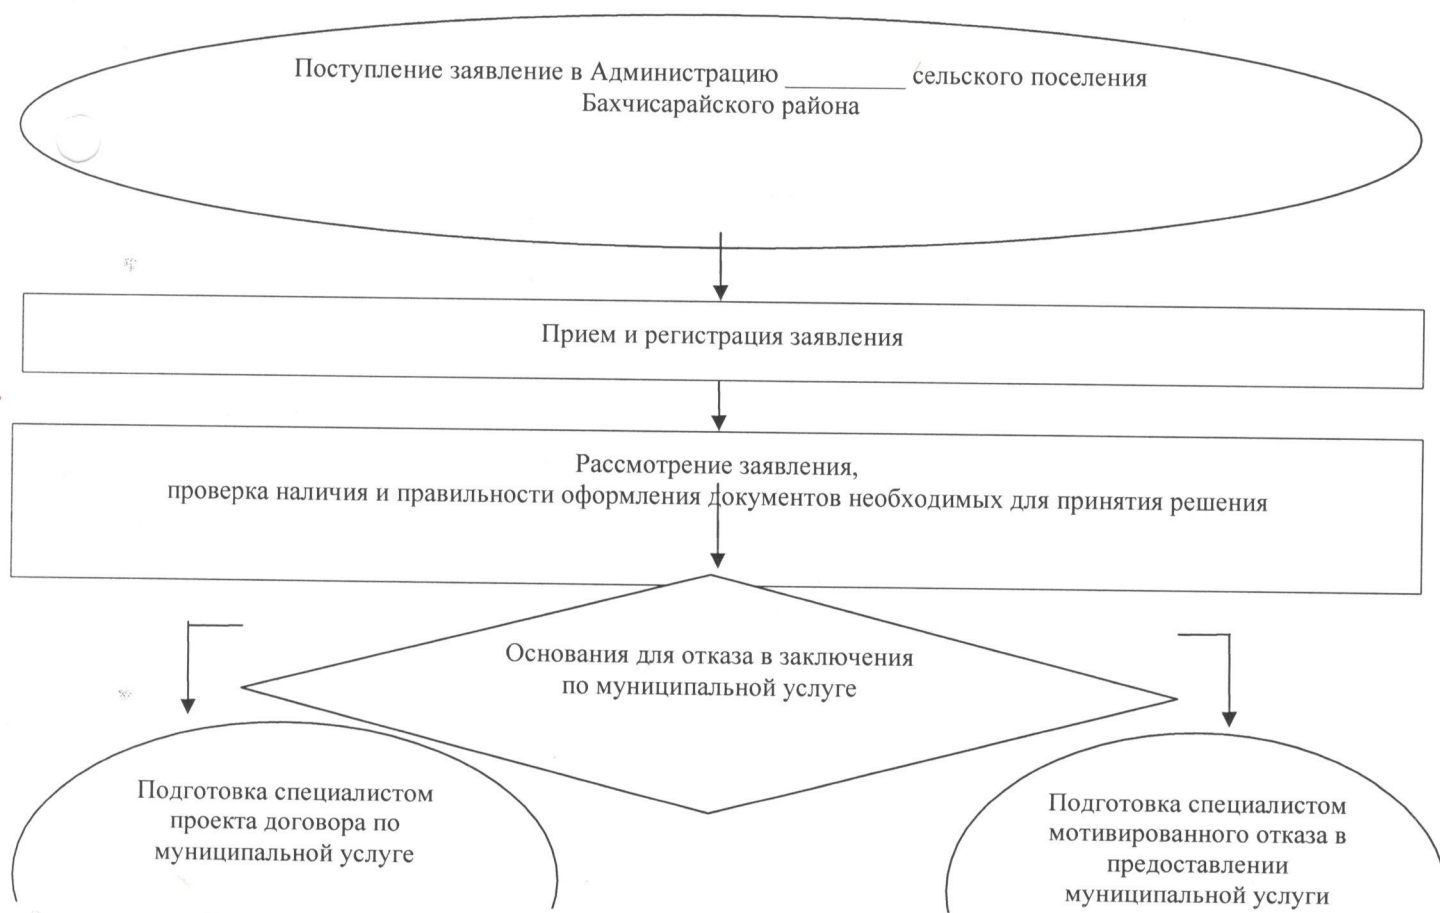 Поступление заявление в Администрацию _________ сельского поселения
Бахчисарайского района
Прием и регистрация заявления
Рассмотрение заявления,
проверка наличия и правильности оформления документов необходимых для принятия решения
Основания для отказа в заключения
по муниципальной услуге
Подготовка специалистом
проекта договора по
муниципальной услуге
Подготовка специалистом
мотивированного отказа в
предоставлении
муниципальной услуги